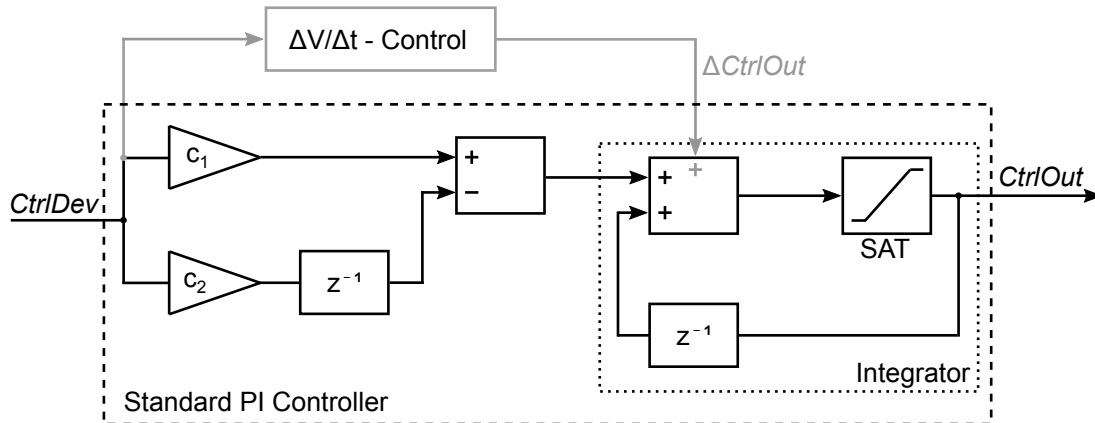 ΔV/Δt - Control
ΔCtrlOut
c₁
+
−
+
+
+
CtrlDev
CtrlOut
c₂
z⁻¹
SAT
z⁻¹
Integrator
Standard PI Controller